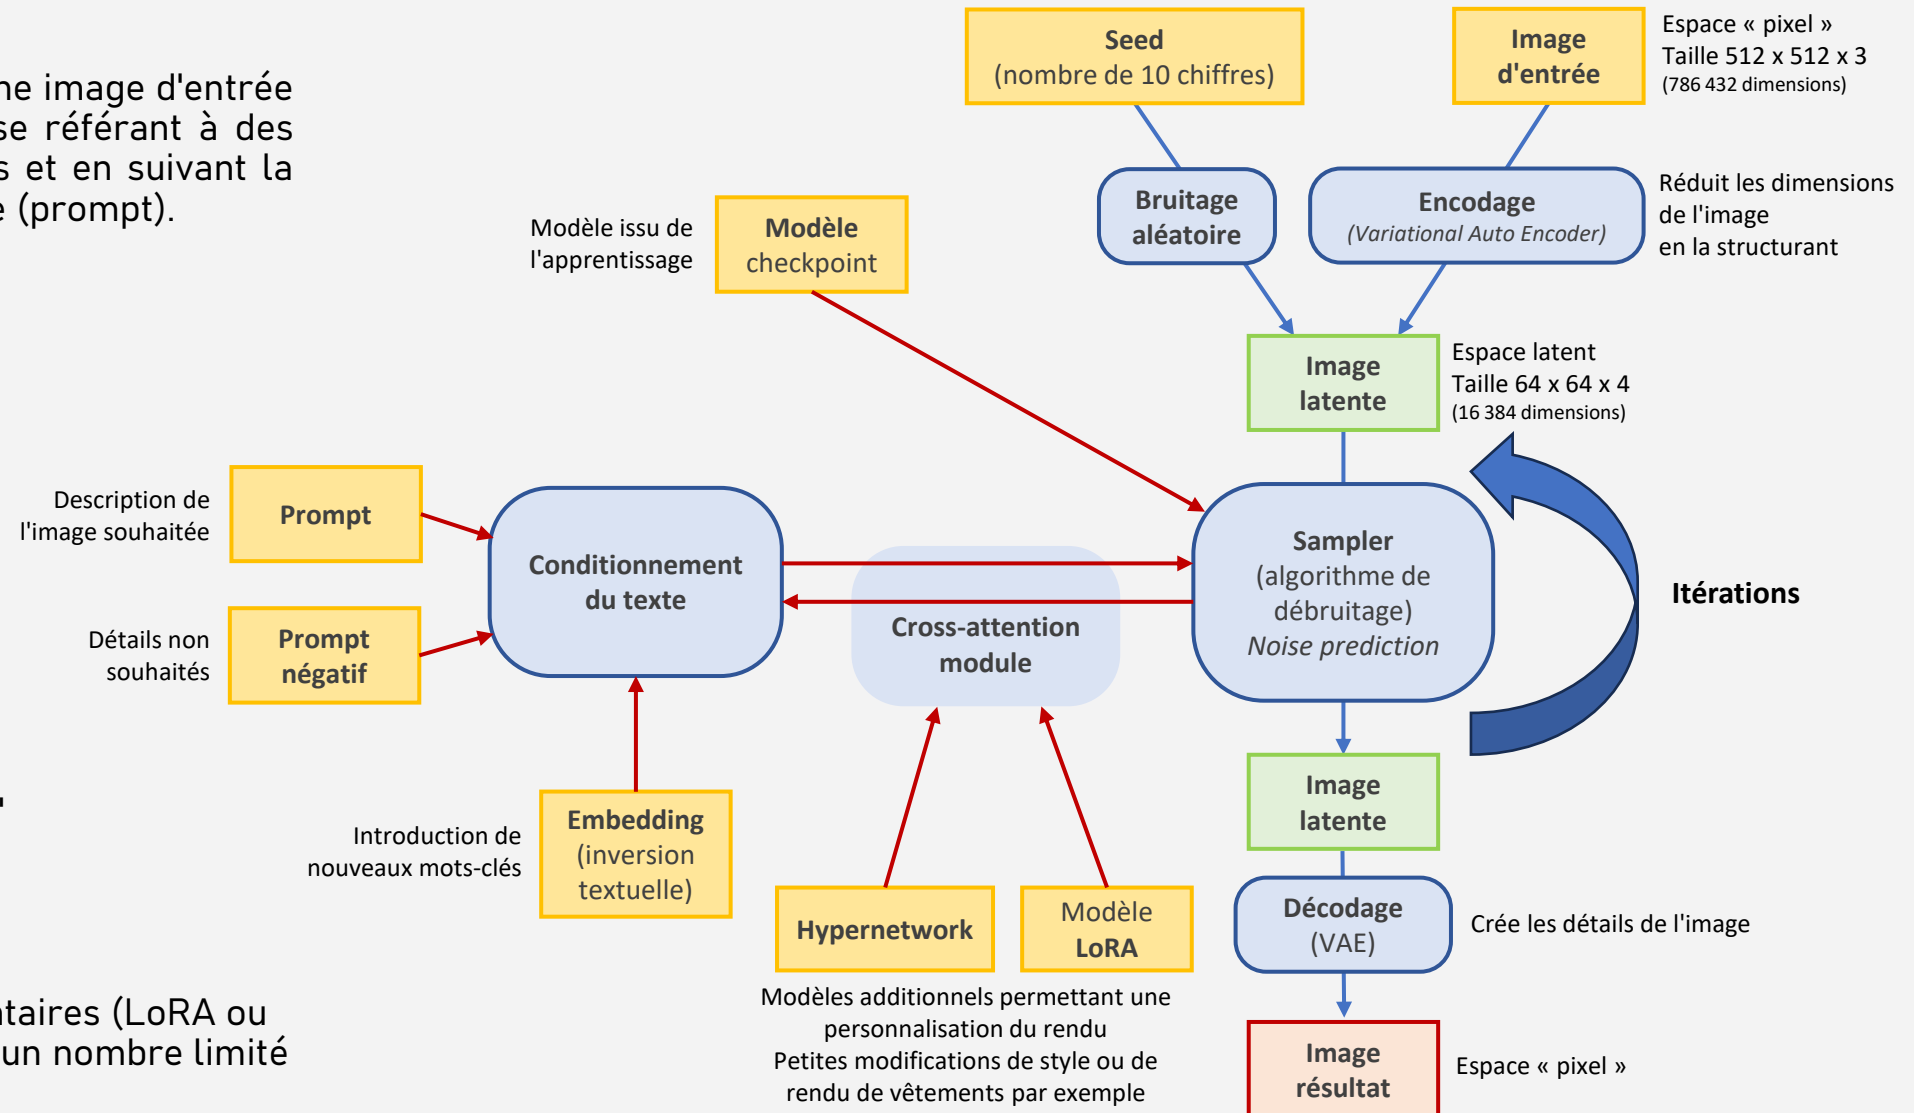 ne image d'entrée
se référant à des
s et en suivant la
e (prompt).
Seed
(nombre de 10 chiffres)
Image
d'entrée
Espace « pixel »
Taille 512 x 512 x 3
(786 432 dimensions)
Bruitage
aléatoire
Encodage
(Variational Auto Encoder)
Réduit les dimensions
de l'image
en la structurant
Modèle issu de
l'apprentissage
Modèle
checkpoint
Image
latente
Espace latent
Taille 64 x 64 x 4
(16 384 dimensions)
Description de
l'image souhaitée
Prompt
Détails non
souhaités
Prompt
négatif
Conditionnement
du texte
Cross-attention
module
Sampler
(algorithme de
débruitage)
Noise prediction
Itérations
Introduction de
nouveaux mots-clés
Embedding
(inversion
textuelle)
Hypernetwork
Modèle
LoRA
Modèles additionnels permettant une
personnalisation du rendu
Petites modifications de style ou de
rendu de vêtements par exemple
Image
latente
Décodage
(VAE)
Crée les détails de l'image
Image
résultat
Espace « pixel »
ntaires (LoRA ou
un nombre limité